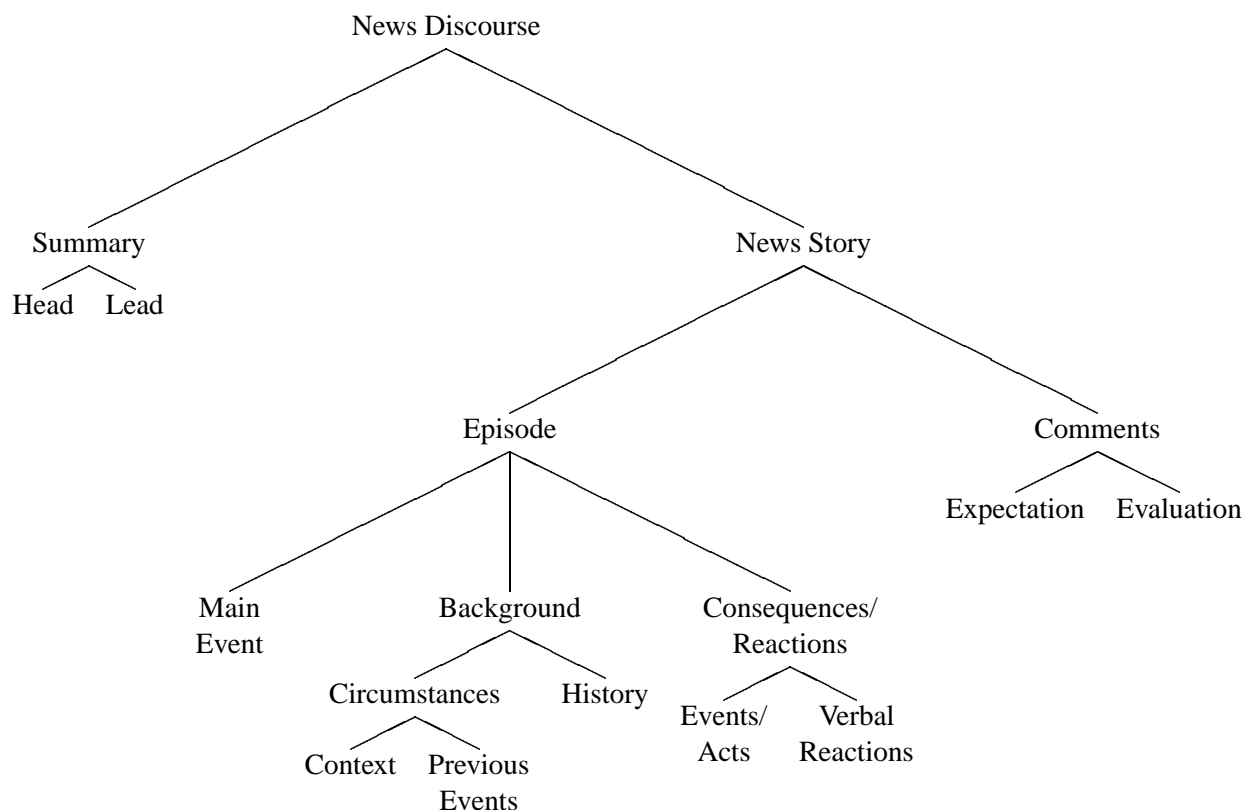 News Discourse
Summary
News Story
Head
Lead
Episode
Comments
Expectation
Evaluation
Main
Event
Background
Consequences/
Reactions
Circumstances
History
Events/
Acts
Verbal
Reactions
Context
Previous
Events